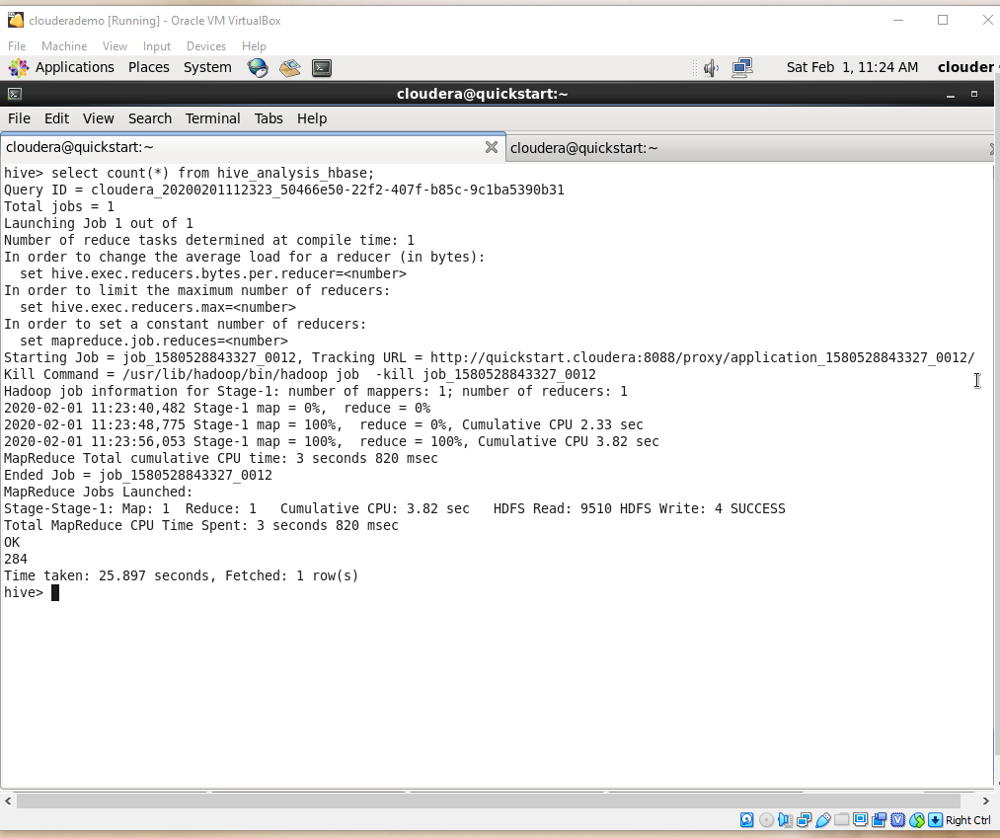 clouderademo [Running] - Oracle VM VirtualBox
File Machine View Input Devices Help
Applications Places System Sat Feb 1, 11:24 AM clouder
cloudera@quickstart:~
File Edit View Search Terminal Tabs Help
cloudera@quickstart:~ cloudera@quickstart:~
hive> select count(*) from hive_analysis_hbase;
Query ID = cloudera_20200201112323_50466e50-22f2-407f-b85c-9c1ba5390b31
Total jobs = 1
Launching Job 1 out of 1
Number of reduce tasks determined at compile time: 1
In order to change the average load for a reducer (in bytes):
  set hive.exec.reducers.bytes.per.reducer=<number>
In order to limit the maximum number of reducers:
  set hive.exec.reducers.max=<number>
In order to set a constant number of reducers:
  set mapreduce.job.reduces=<number>
Starting Job = job_1580528843327_0012, Tracking URL = http://quickstart.cloudera:8088/proxy/application_1580528843327_0012/
Kill Command = /usr/lib/hadoop/bin/hadoop job  -kill job_1580528843327_0012
Hadoop job information for Stage-1: number of mappers: 1; number of reducers: 1
2020-02-01 11:23:40,482 Stage-1 map = 0%,  reduce = 0%
2020-02-01 11:23:48,775 Stage-1 map = 100%,  reduce = 0%, Cumulative CPU 2.33 sec
2020-02-01 11:23:56,053 Stage-1 map = 100%,  reduce = 100%, Cumulative CPU 3.82 sec
MapReduce Total cumulative CPU time: 3 seconds 820 msec
Ended Job = job_1580528843327_0012
MapReduce Jobs Launched:
Stage-Stage-1: Map: 1  Reduce: 1   Cumulative CPU: 3.82 sec   HDFS Read: 9510 HDFS Write: 4 SUCCESS
Total MapReduce CPU Time Spent: 3 seconds 820 msec
OK
284
Time taken: 25.897 seconds, Fetched: 1 row(s)
hive>
Right Ctrl